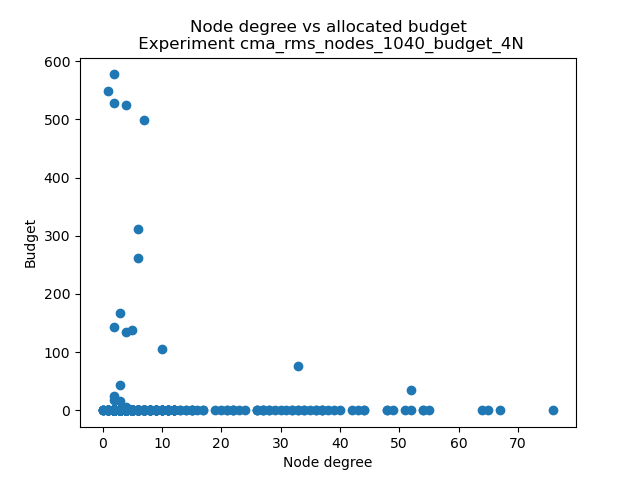 Node degree vs allocated budget
Experiment cma_rms_nodes_1040_budget_4N
600
500
400
300
200
100
0
Budget
0 10 20 30 40 50 60 70
Node degree